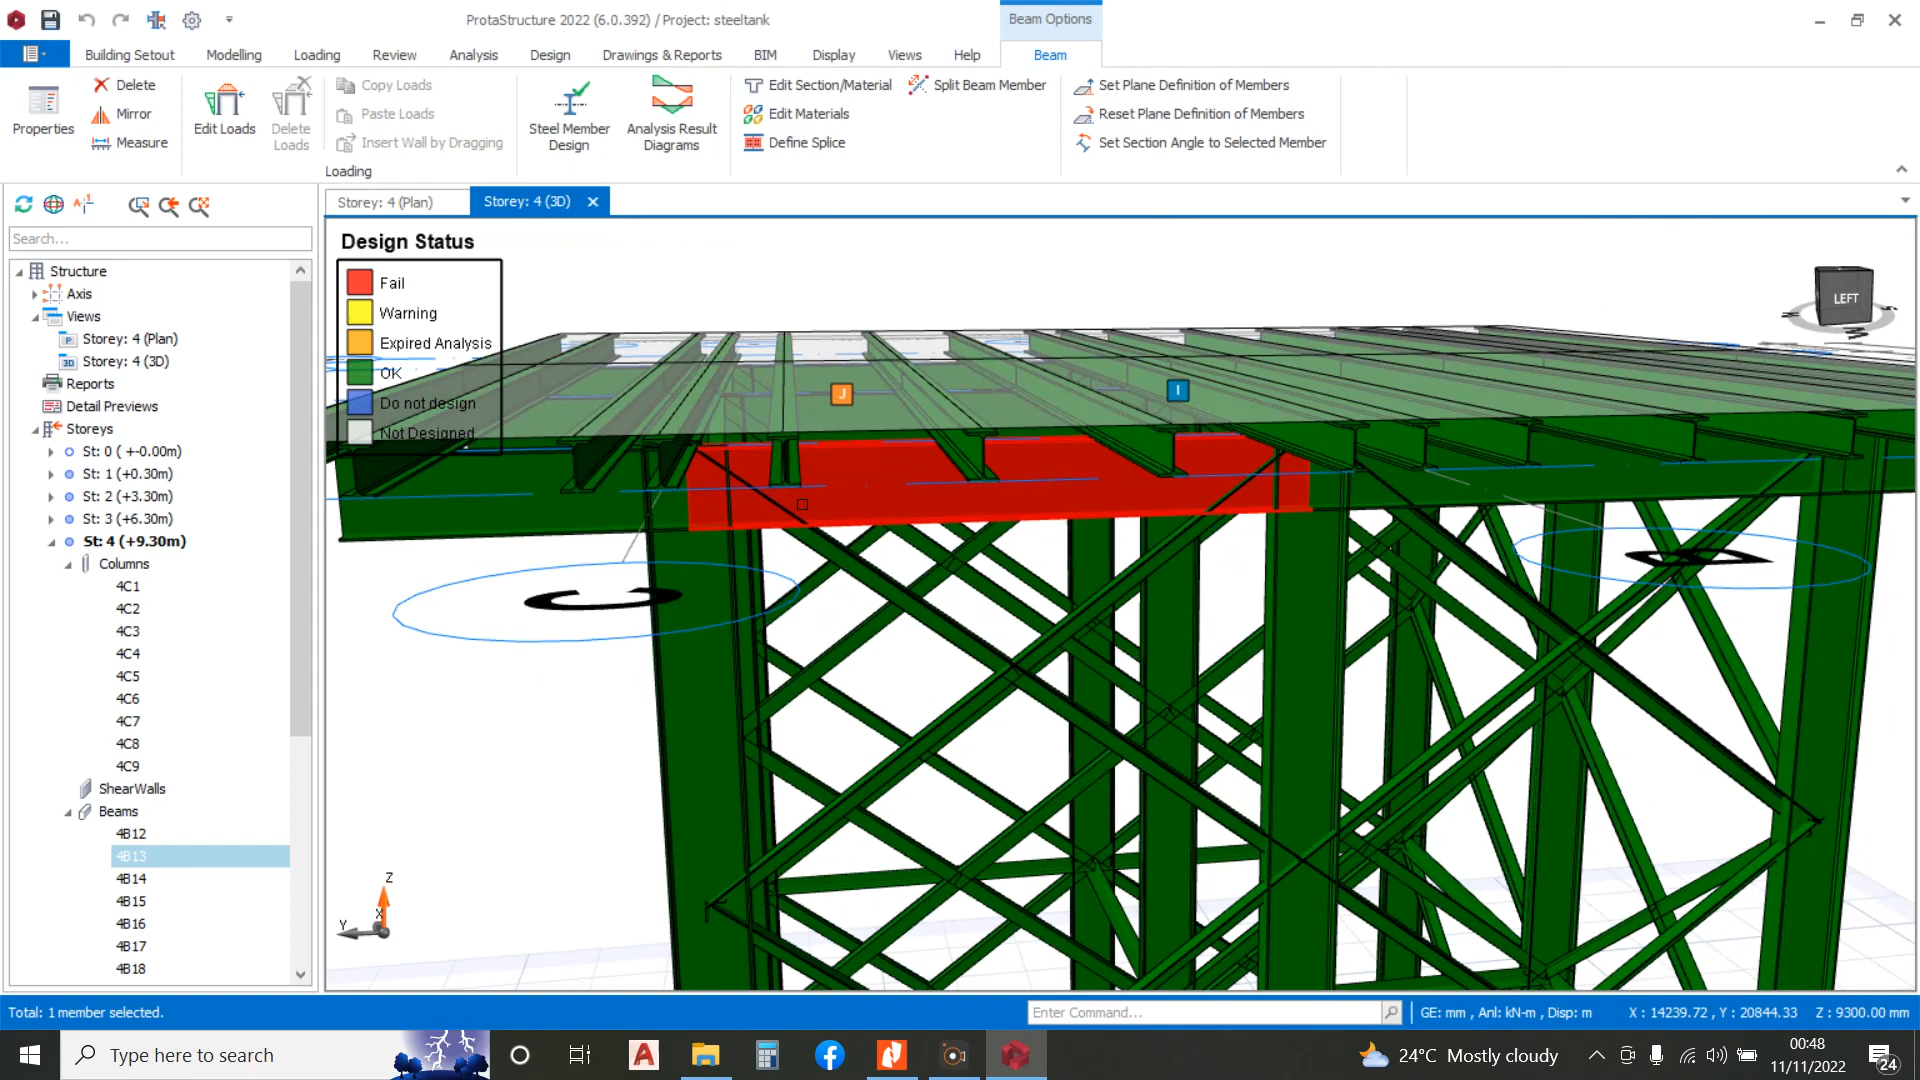 ProtaStructure 2022 (6.0.392) / Project: steeltank
Beam Options
Building Setout Modelling Loading Review Analysis Design Drawings & Reports BIM Display Views Help Beam
Properties
Delete
Mirror
Measure
Edit Loads
Delete
Loads
Copy Loads
Paste Loads
Insert Wall by Dragging
Loading
Steel Member
Design
Analysis Result
Diagrams
Edit Section/Material
Edit Materials
Define Splice
Split Beam Member
Set Plane Definition of Members
Reset Plane Definition of Members
Set Section Angle to Selected Member
Search...
Structure
Axis
Views
Storey: 4 (Plan)
Storey: 4 (3D)
Reports
Detail Previews
Storeys
St: 0 ( +-0.00m)
St: 1 (+0.30m)
St: 2 (+3.30m)
St: 3 (+6.30m)
St: 4 (+9.30m)
Columns
4C1
4C2
4C3
4C4
4C5
4C6
4C7
4C8
4C9
ShearWalls
Beams
4B12
4B13
4B14
4B15
4B16
4B17
4B18
Storey: 4 (Plan)
Storey: 4 (3D)
Design Status
Fail
Warning
Expired Analysis
OK
Do not design
Not Designed
J
I
LEFT
C
Z
X
Y
Total: 1 member selected.
Enter Command...
GE: mm , Anl: kN-m , Disp: m
X : 14239.72 , Y : 20844.33
Z : 9300.00 mm
Type here to search
24°C Mostly cloudy
00:48
11/11/2022
24